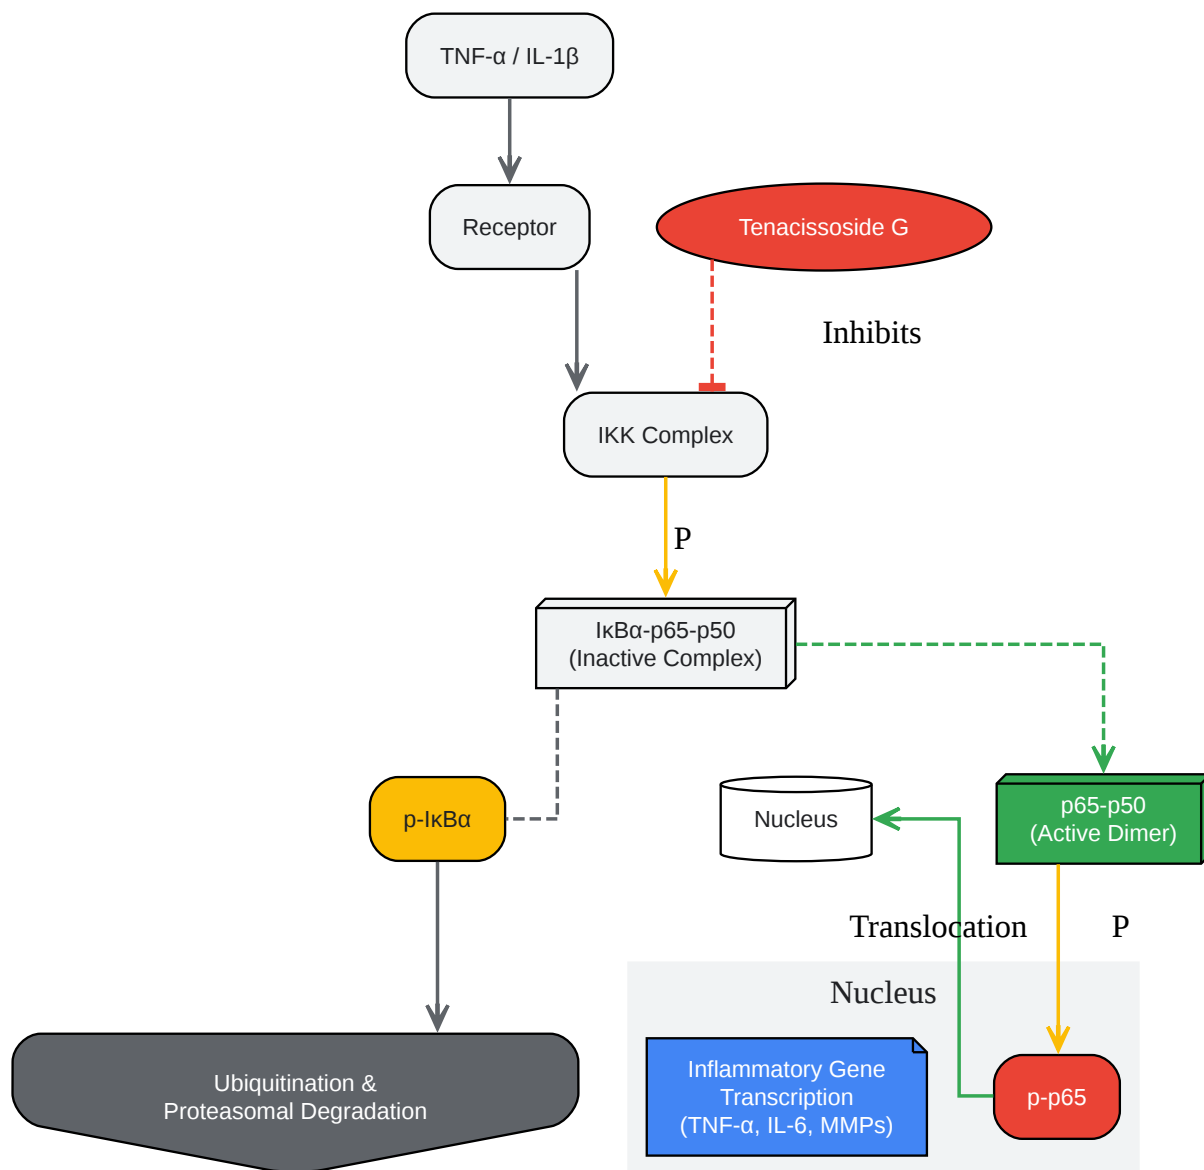 TNF-α / IL-1β
Receptor
Tenacissoside G
Inhibits
IKK Complex
P
IκBα-p65-p50
(Inactive Complex)
p-IκBα
Nucleus
p65-p50
(Active Dimer)
Translocation
P
Nucleus
Ubiquitination &
Proteasomal Degradation
Inflammatory Gene
Transcription
(TNF-α, IL-6, MMPs)
p-p65